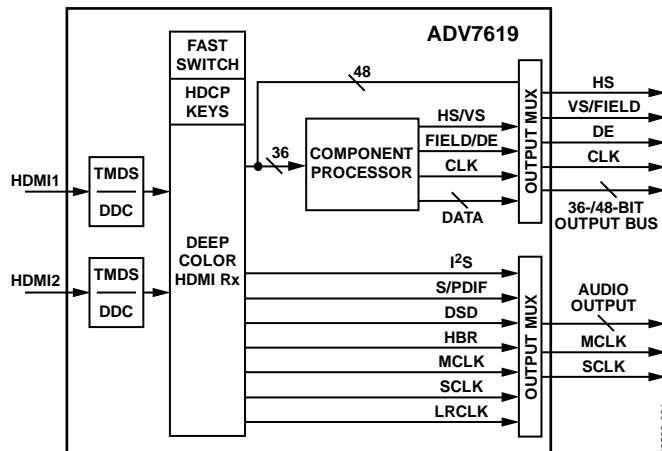 ADV7619
FAST
SWITCH
HDCP
KEYS
DEEP
COLOR
HDMI Rx
HDMI1
TMDS
DDC
HDMI2
TMDS
DDC
48
36
COMPONENT
PROCESSOR
HS/VS
FIELD/DE
CLK
DATA
OUTPUT MUX
HS
VS/FIELD
DE
CLK
36-/48-BIT
OUTPUT BUS
I²S
S/PDIF
DSD
HBR
MCLK
SCLK
LRCLK
OUTPUT MUX
AUDIO
OUTPUT
MCLK
SCLK